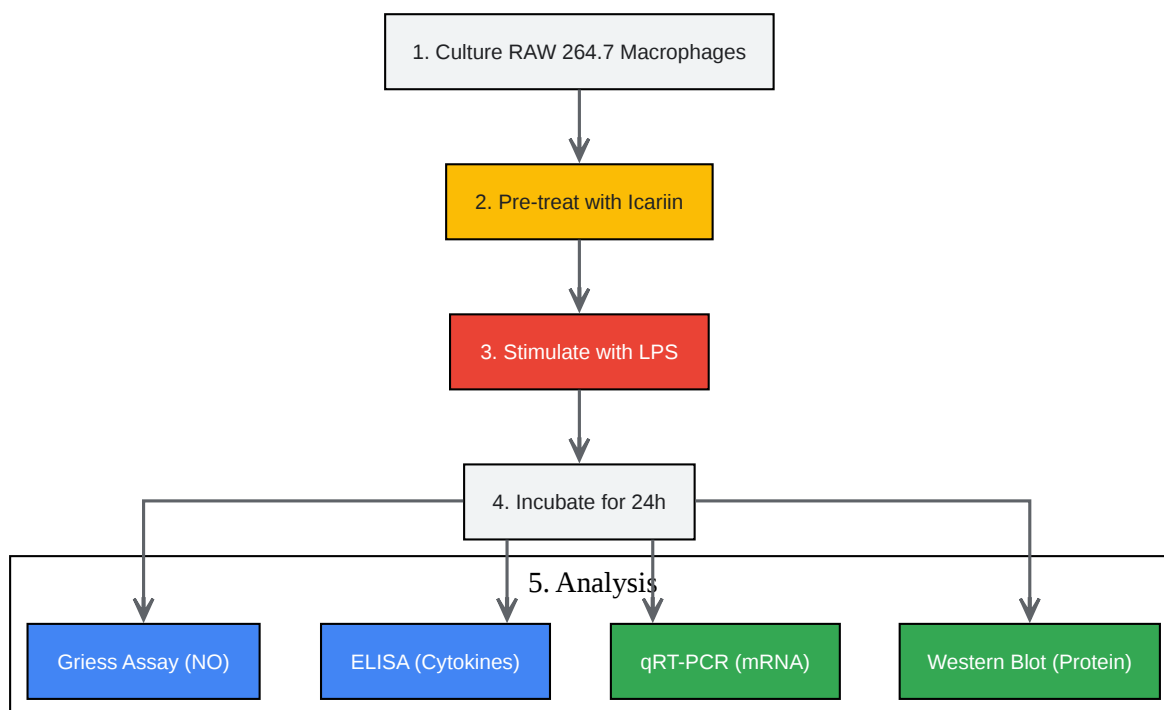 1. Culture RAW 264.7 Macrophages
2. Pre-treat with Icariin
3. Stimulate with LPS
4. Incubate for 24h
5. Analysis
Griess Assay (NO)
ELISA (Cytokines)
qRT-PCR (mRNA)
Western Blot (Protein)